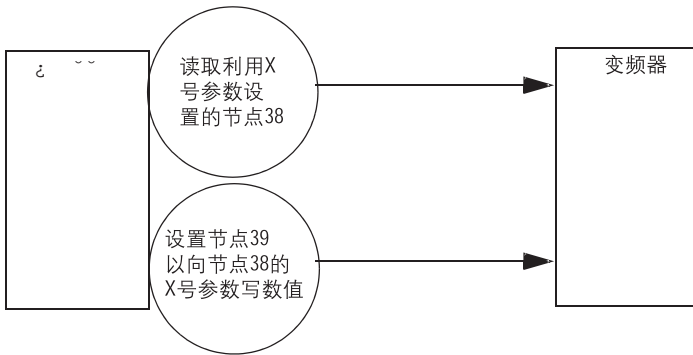 ¿ ˘ ˘
读取利用X
号参数设
置的节点38
变频器
设置节点39
以向节点38的
X号参数写数值